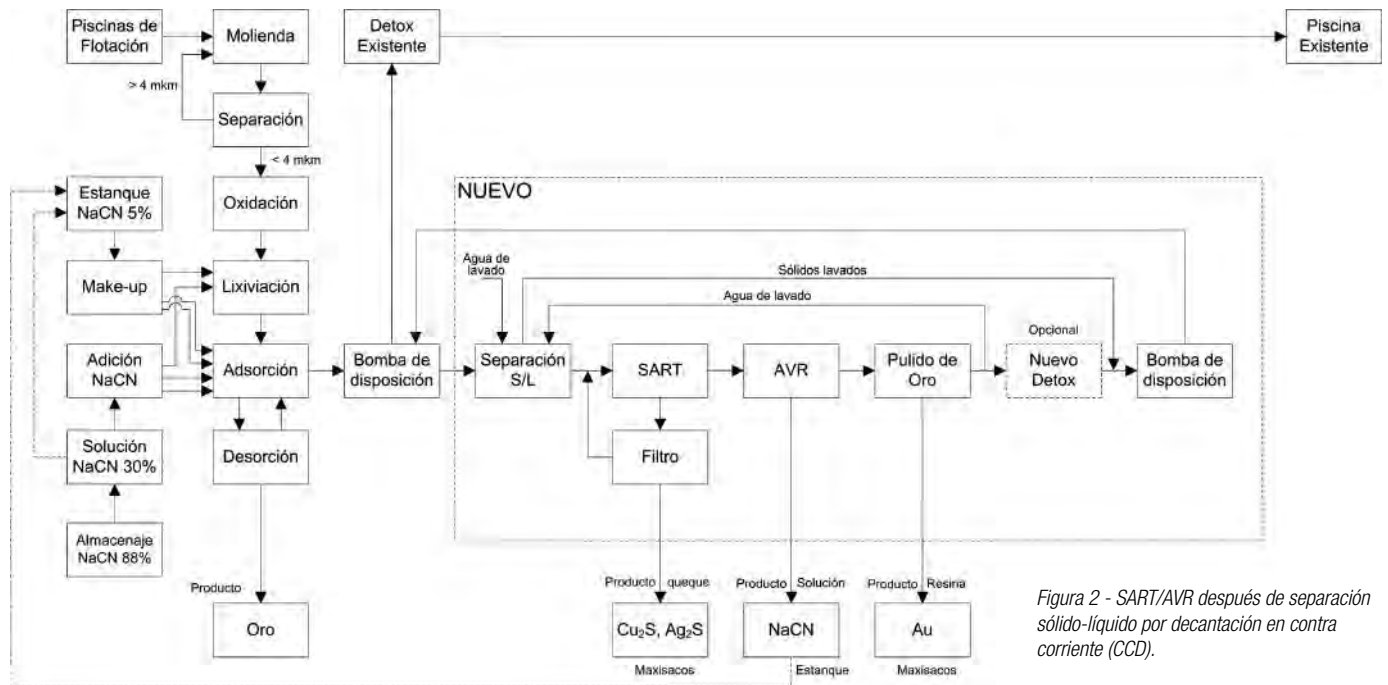 Piscinas de
Flotación
Molienda
Detox
Existente
Piscina
Existente
> 4 mkm
Separación
< 4 mkm
Estanque
NaCN 5%
Oxidación
NUEVO
Make-up
Lixiviación
Agua de
lavado
Sólidos lavados
Agua de lavado
Opcional
Adición
NaCN
Adsorción
Bomba de
disposición
Separación
S/L
SART
AVR
Pulido de
Oro
Nuevo
Detox
Bomba de
disposición
Solución
NaCN 30%
Desorción
Filtro
Almacenaje
NaCN 88%
Producto
Oro
Producto queque
Cu₂S, Ag₂S
Maxisacos
Producto Solución
NaCN
Estanque
Producto Resina
Au
Maxisacos
Figura 2 - SART/AVR después de separación
sólido-líquido por decantación en contra
corriente (CCD).